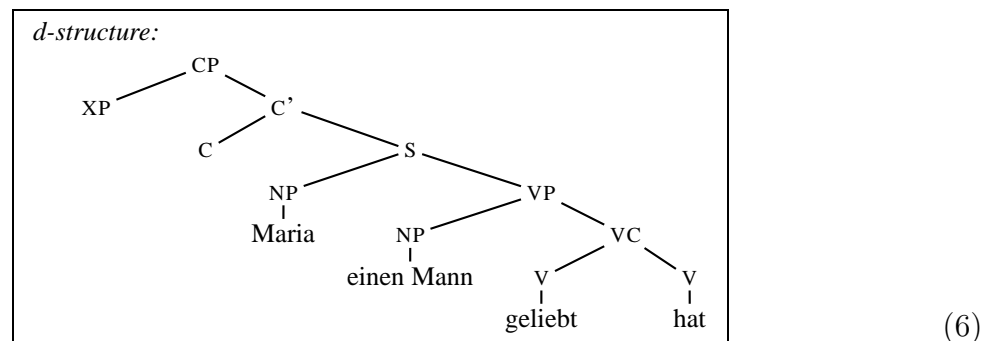 d-structure:
CP
XP C’
C S
NP VP
Maria NP VC
einen Mann V V
geliebt hat
(6)